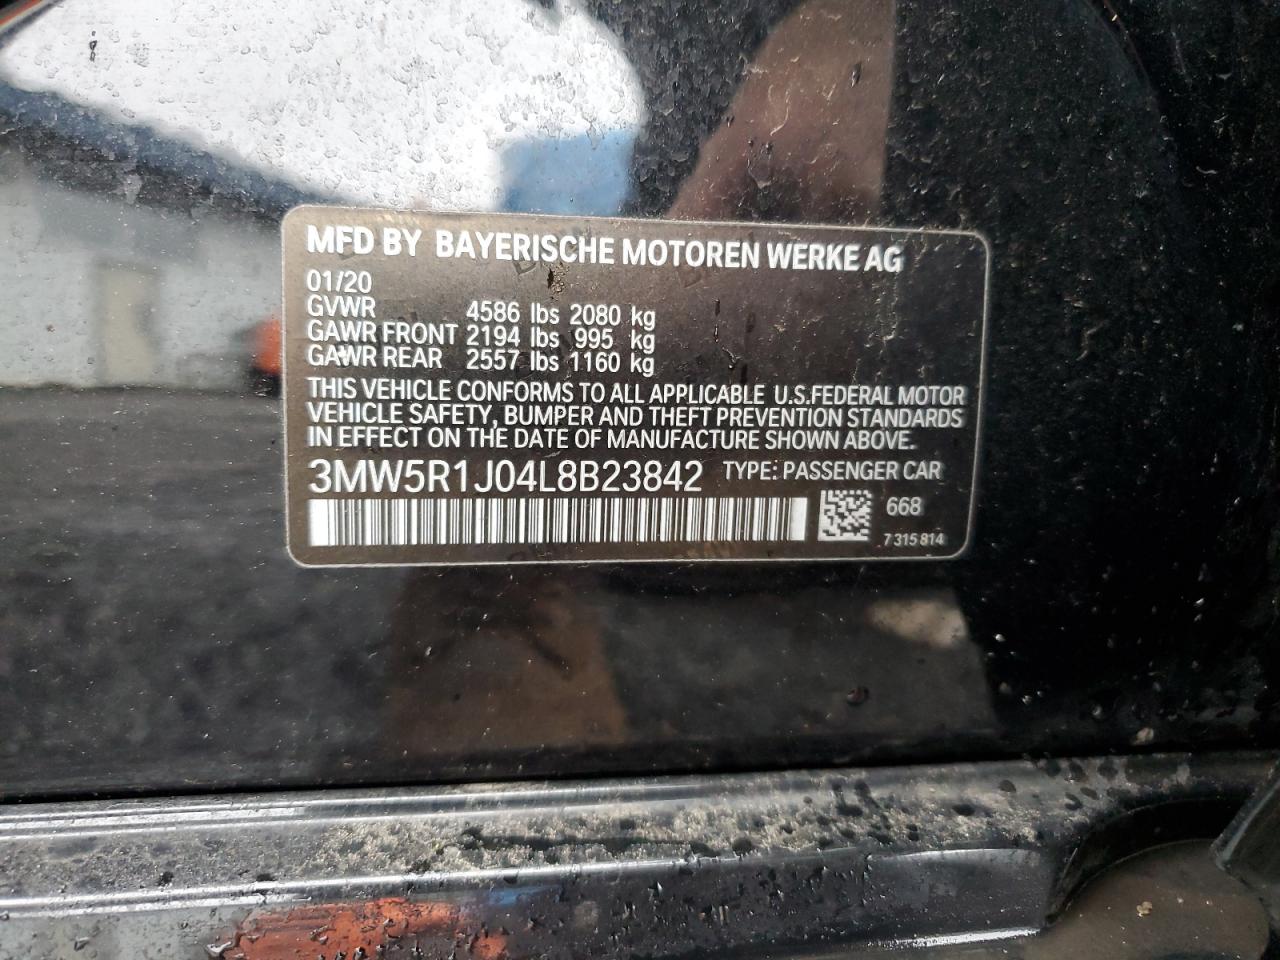 MFD BY BAYERISCHE MOTOREN WERKE AG
01/20
GVWR 4586 lbs 2080 kg
GAWR FRONT 2194 lbs 995 kg
GAWR REAR 2557 lbs 1160 kg
THIS VEHICLE CONFORMS TO ALL APPLICABLE U.S.FEDERAL MOTOR
VEHICLE SAFETY, BUMPER AND THEFT PREVENTION STANDARDS
IN EFFECT ON THE DATE OF MANUFACTURE SHOWN ABOVE.
3MW5R1J04L8B23842 TYPE: PASSENGER CAR
668
7 315 814